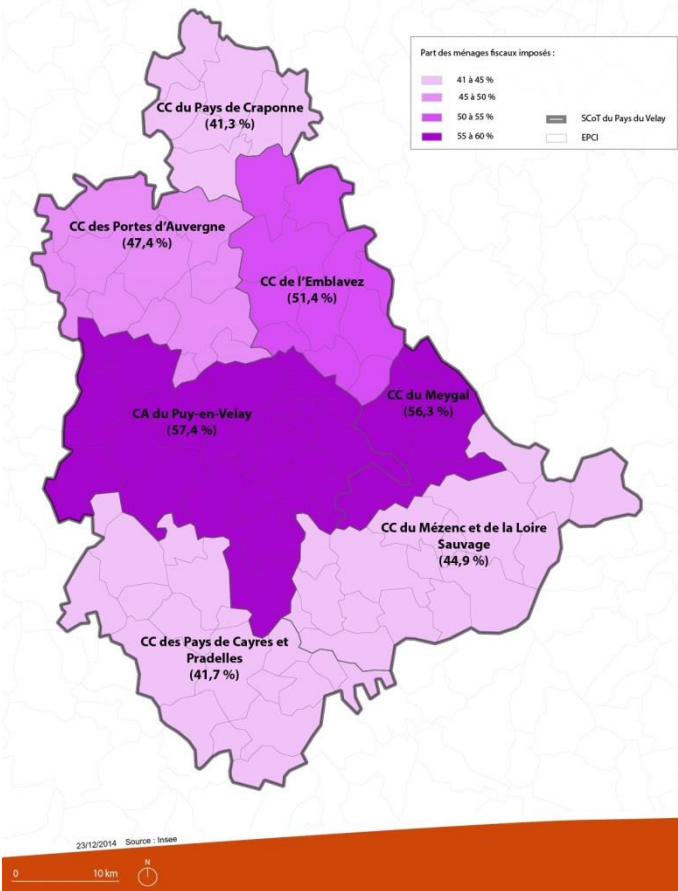 Part des ménages fiscaux imposés :
41 à 45 %
45 à 50 %
50 à 55 %
55 à 60 %
SCoT du Pays du Velay
EPCI
CC du Pays de Craponne
(41,3 %)
CC des Portes d'Auvergne
(47,4 %)
CC de l'Emblavez
(51,4 %)
CC du Meygal
(56,3 %)
CA du Puy-en-Velay
(57,4 %)
CC du Mézenc et de la Loire
Sauvage
(44,9 %)
CC des Pays de Cayres et
Pradelles
(41,7 %)
23/12/2014 Source : Insee
0 10 km
N